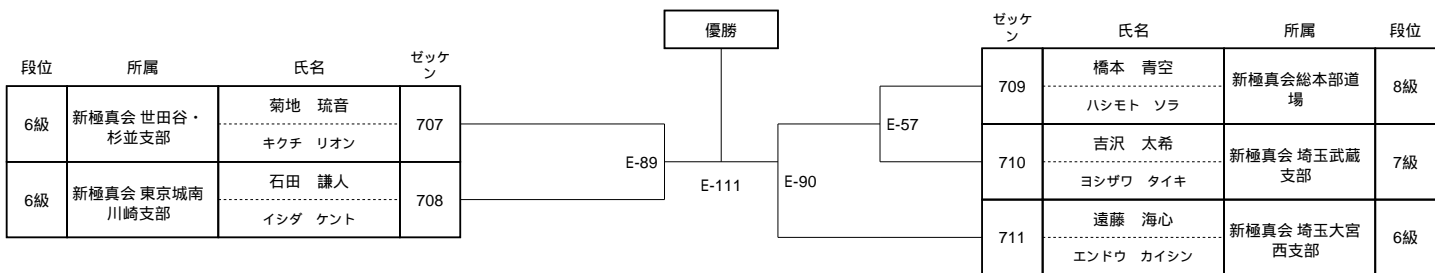 優勝
段位 所属 氏名 ゼッケ
ン
6級 新極真会 世田谷・
杉並支部 菊地 琉音
キクチ リオン 707
6級 新極真会 東京城南
川崎支部 石田 謙人
イシダ ケント 708
E-89
E-111
E-90
E-57
ゼッケ
ン 氏名 所属 段位
709 橋本 青空
ハシモト ソラ 新極真会総本部道
場 8級
710 吉沢 太希
ヨシザワ タイキ 新極真会 埼玉武蔵
支部 7級
711 遠藤 海心
エンドウ カイシン 新極真会 埼玉大宮
西支部 6級